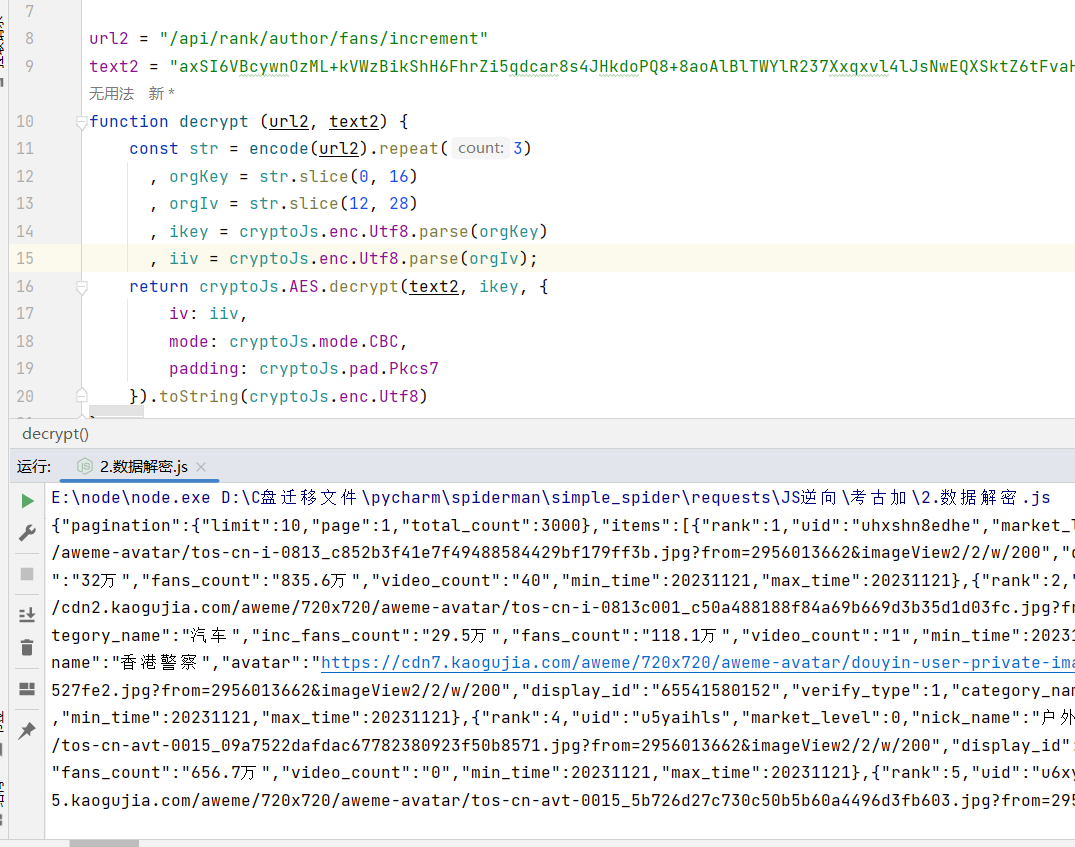 7
8 url2 = "/api/rank/author/fans/increment"
9 text2 = "axSI6VBcywnOzML+kVWzBikShH6FhrZi5qdcar8s4JHkdoPQ8+8aoAlBlTWYlR237Xxqxvl4lJsNwEQXSktZ6tFvaH
无用法 新 *
10 function decrypt (url2, text2) {
11 const str = encode(url2).repeat( count: 3)
12 , orgKey = str.slice(0, 16)
13 , orgIv = str.slice(12, 28)
14 , ikey = cryptoJs.enc.Utf8.parse(orgKey)
15 , iiv = cryptoJs.enc.Utf8.parse(orgIv);
16 return cryptoJs.AES.decrypt(text2, ikey, {
17 iv: iiv,
18 mode: cryptoJs.mode.CBC,
19 padding: cryptoJs.pad.Pkcs7
20 }).toString(cryptoJs.enc.Utf8)
decrypt()
运行: 2.数据解密.js
E:\node\node.exe D:\C盘迁移文件\pycharm\spiderman\simple_spider\requests\JS逆向\考古加\2.数据解密.js
{"pagination":{"limit":10,"page":1,"total_count":3000},"items":[{"rank":1,"uid":"uhxshn8edhe","market_l
/aweme-avatar/tos-cn-i-0813_c852b3f41e7f49488584429bf179ff3b.jpg?from=2956013662&imageView2/2/w/200","d
":"32万","fans_count":"835.6万","video_count":"40","min_time":20231121,"max_time":20231121},{"rank":2,"
/cdn2.kaogujia.com/aweme/720x720/aweme-avatar/tos-cn-i-0813c001_c50a488188f84a69b669d3b35d1d03fc.jpg?fr
tegory_name":"汽车","inc_fans_count":"29.5万","fans_count":"118.1万","video_count":"1","min_time":20231
name":"香港警察","avatar":"https://cdn7.kaogujia.com/aweme/720x720/aweme-avatar/douyin-user-private-ima
527fe2.jpg?from=2956013662&imageView2/2/w/200","display_id":"65541580152","verify_type":1,"category_nam
,"min_time":20231121,"max_time":20231121},{"rank":4,"uid":"u5yaihls","market_level":0,"nick_name":"户外
/tos-cn-avt-0015_09a7522dafdac67782380923f50b8571.jpg?from=2956013662&imageView2/2/w/200","display_id":
"fans_count":"656.7万","video_count":"0","min_time":20231121,"max_time":20231121},{"rank":5,"uid":"u6xy
5.kaogujia.com/aweme/720x720/aweme-avatar/tos-cn-avt-0015_5b726d27c730c50b5b60a4496d3fb603.jpg?from=295